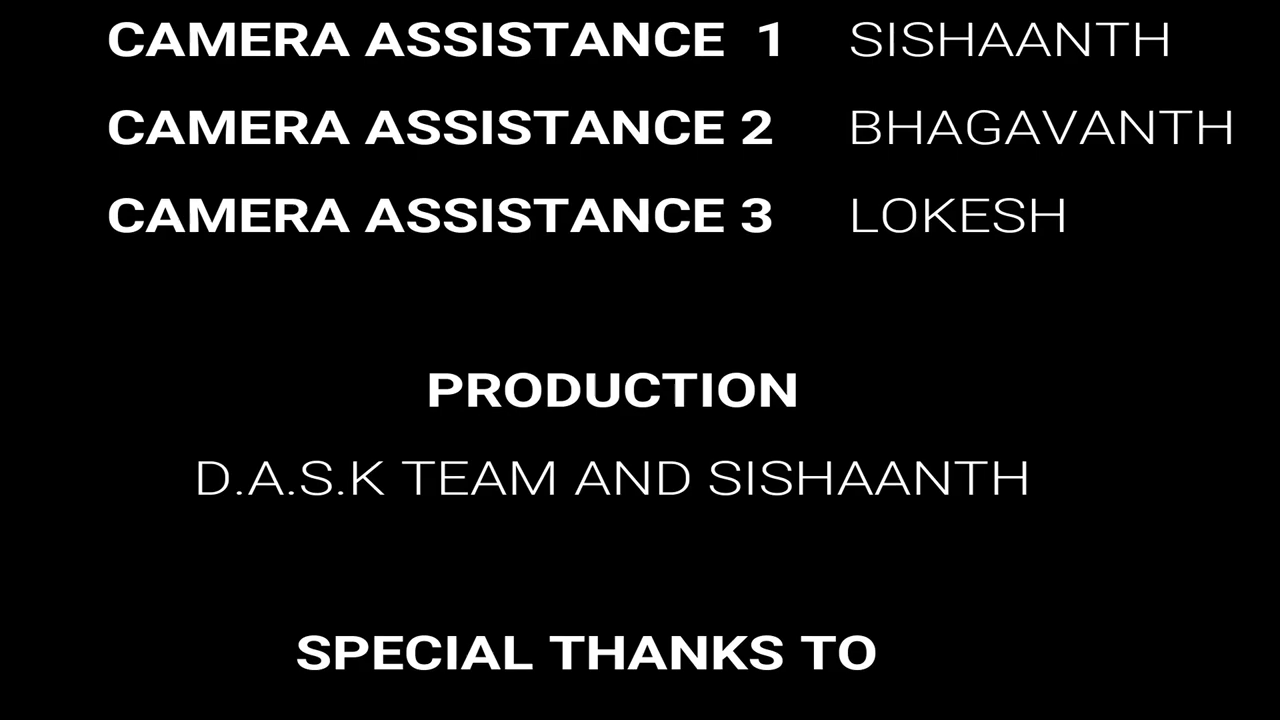 CAMERA ASSISTANCE 1 SISHAANTH
CAMERA ASSISTANCE 2 BHAGAVANTH
CAMERA ASSISTANCE 3 LOKESH
PRODUCTION
D.A.S.K TEAM AND SISHAANTH
SPECIAL THANKS TO